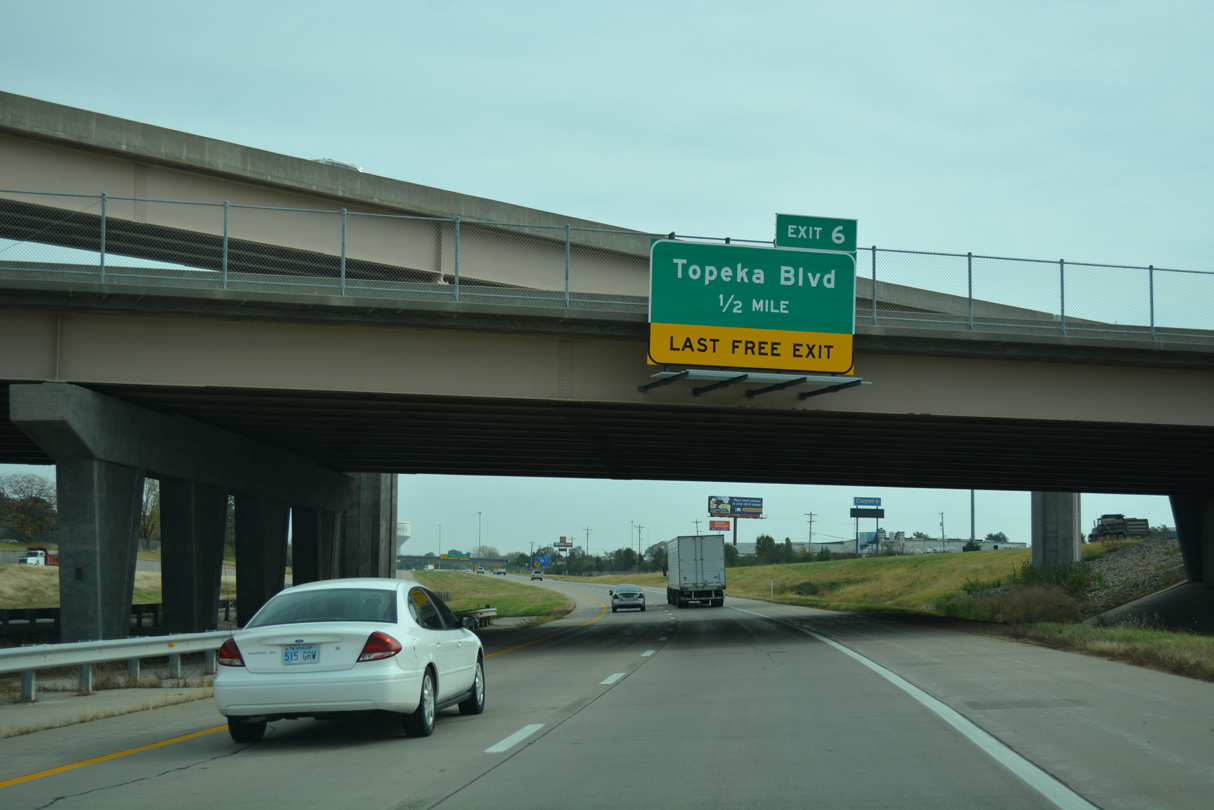 EXIT 6
Topeka Blvd
1/2 MILE
LAST FREE EXIT
515 GRW